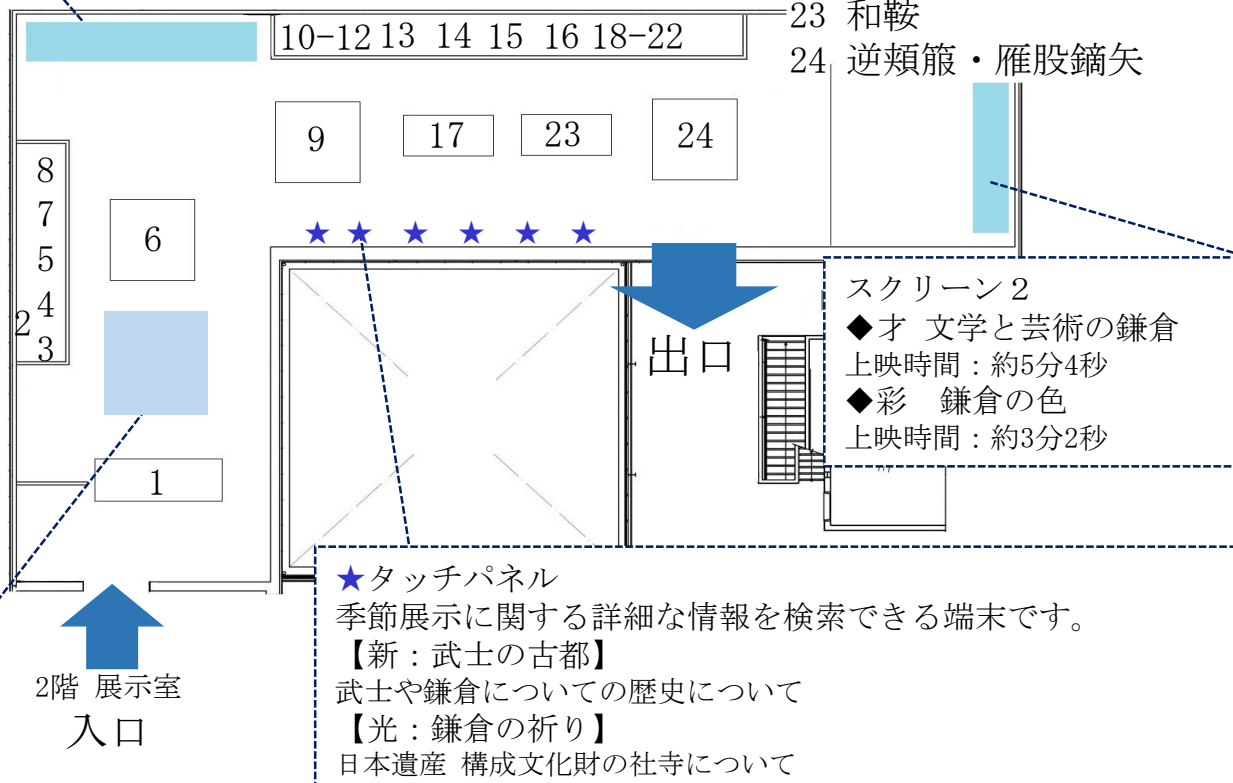 23 和鞍
10-12 13 14 15 16 18-22
24 逆頬箙・雁股鏑矢
9
17
23
24
8
7
5
4
2
3
6
1
出口
スクリーン２
◆才 文学と芸術の鎌倉
上映時間：約5分4秒
◆彩　鎌倉の色
上映時間：約3分2秒
2階 展示室
入口
★タッチパネル
季節展示に関する詳細な情報を検索できる端末です。
【新：武士の古都】
武士や鎌倉についての歴史について
【光：鎌倉の祈り】
日本遺産 構成文化財の社寺について